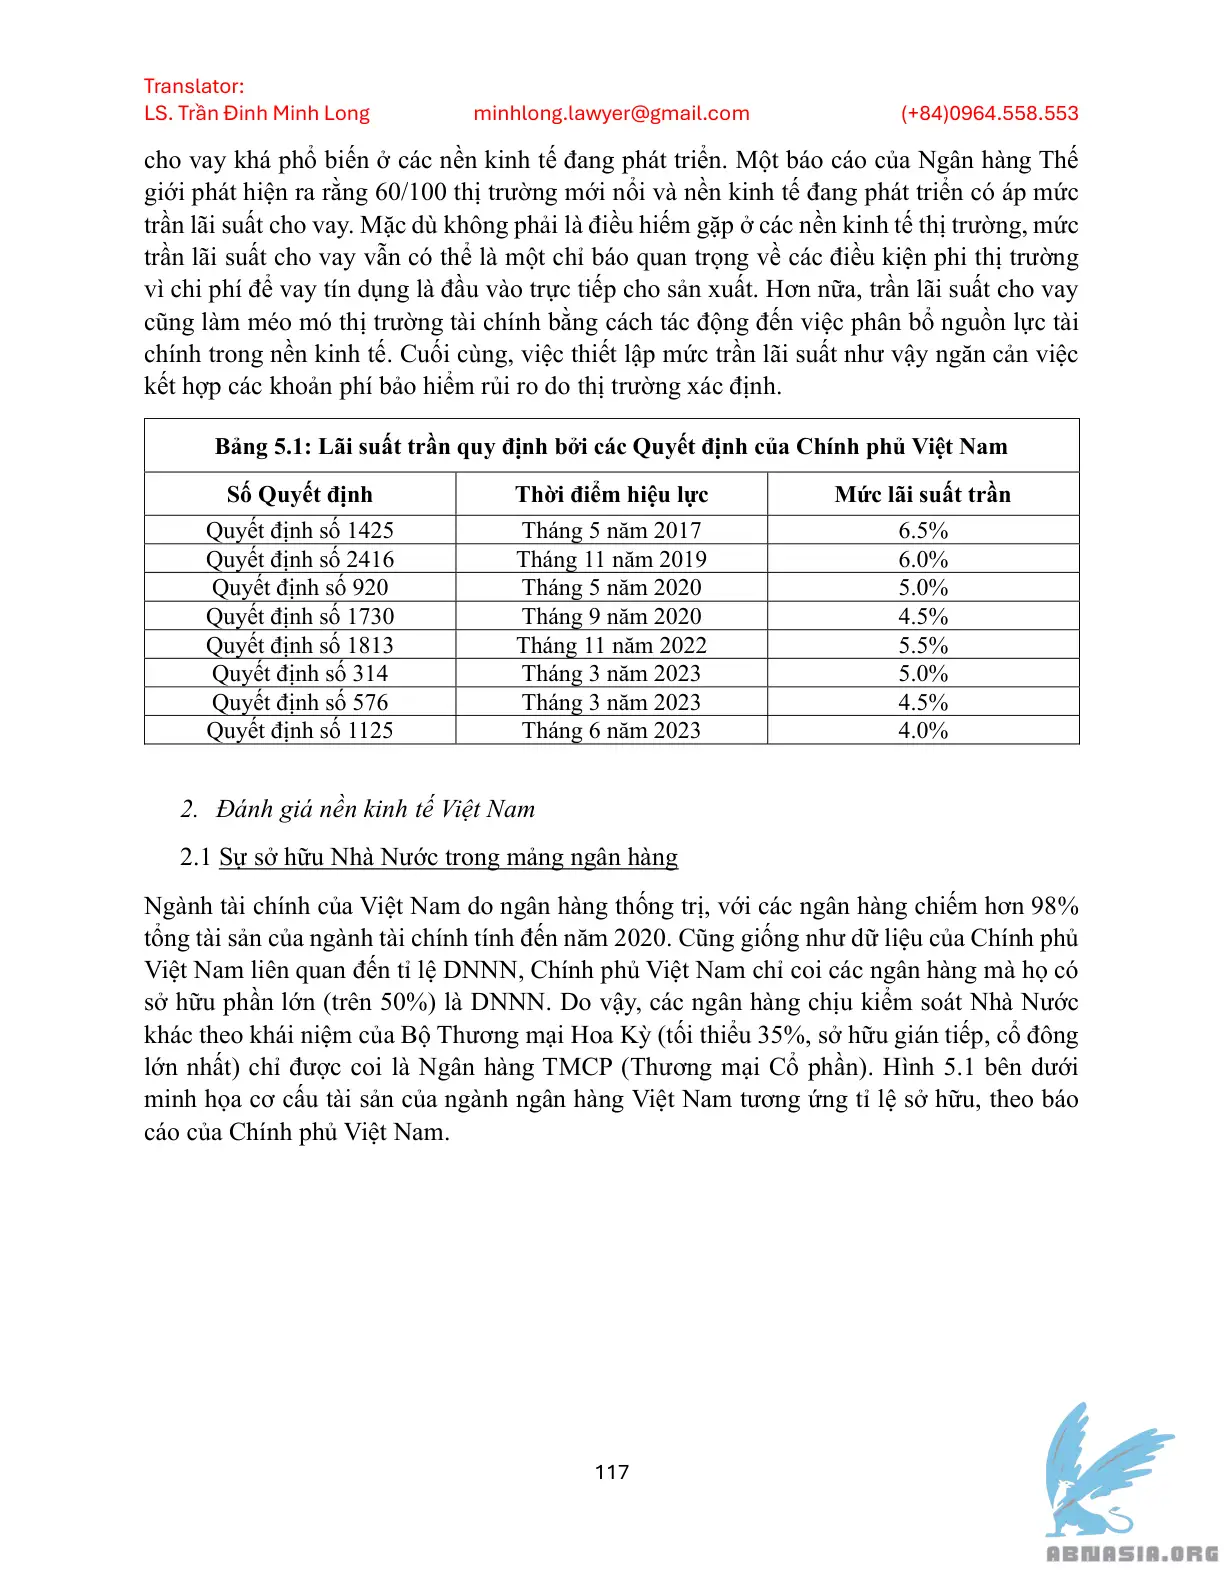 Translator:
LS. Trần Đình Minh Long minhlong.lawyer@gmail.com (+84)0964.558.553
cho vay khá phổ biến ở các nền kinh tế đang phát triển. Một báo cáo của Ngân hàng Thế
giới phát hiện ra rằng 60/100 thị trường mới nổi và nền kinh tế đang phát triển có áp mức
trần lãi suất cho vay. Mặc dù không phải là điều hiếm gặp ở các nền kinh tế thị trường, mức
trần lãi suất cho vay vẫn có thể là một chỉ báo quan trọng về các điều kiện phi thị trường
vì chi phí để vay tín dụng là đầu vào trực tiếp cho sản xuất. Hơn nữa, trần lãi suất cho vay
cũng làm méo mó thị trường tài chính bằng cách tác động đến việc phân bổ nguồn lực tài
chính trong nền kinh tế. Cuối cùng, việc thiết lập mức trần lãi suất như vậy ngăn cản việc
kết hợp các khoản phí bảo hiểm rủi ro do thị trường xác định.
Bảng 5.1: Lãi suất trần quy định bởi các Quyết định của Chính phủ Việt Nam
Số Quyết định Thời điểm hiệu lực Mức lãi suất trần
Quyết định số 1425 Tháng 5 năm 2017 6.5%
Quyết định số 2416 Tháng 11 năm 2019 6.0%
Quyết định số 920 Tháng 5 năm 2020 5.0%
Quyết định số 1730 Tháng 9 năm 2020 4.5%
Quyết định số 1813 Tháng 11 năm 2022 5.5%
Quyết định số 314 Tháng 3 năm 2023 5.0%
Quyết định số 576 Tháng 3 năm 2023 4.5%
Quyết định số 1125 Tháng 6 năm 2023 4.0%
2. Đánh giá nền kinh tế Việt Nam
2.1 Sự sở hữu Nhà Nước trong mảng ngân hàng
Ngành tài chính của Việt Nam do ngân hàng thống trị, với các ngân hàng chiếm hơn 98%
tổng tài sản của ngành tài chính tính đến năm 2020. Cũng giống như dữ liệu của Chính phủ
Việt Nam liên quan đến tỉ lệ DNNN, Chính phủ Việt Nam chỉ coi các ngân hàng mà họ có
sở hữu phần lớn (trên 50%) là DNNN. Do vậy, các ngân hàng chịu kiểm soát Nhà Nước
khác theo khái niệm của Bộ Thương mại Hoa Kỳ (tối thiểu 35%, sở hữu gián tiếp, cổ đông
lớn nhất) chỉ được coi là Ngân hàng TMCP (Thương mại Cổ phần). Hình 5.1 bên dưới
minh họa cơ cấu tài sản của ngành ngân hàng Việt Nam tương ứng tỉ lệ sở hữu, theo báo
cáo của Chính phủ Việt Nam.
117
ABNASIA.ORG